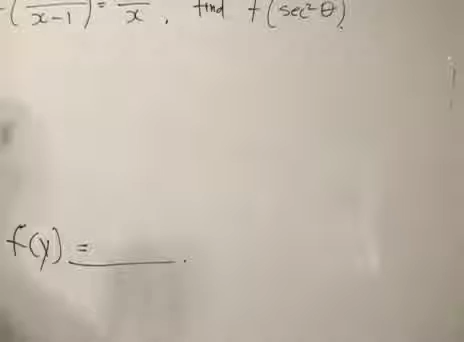 (/(x-1)) = /x, find f(sec²θ).
f(y) = ______.